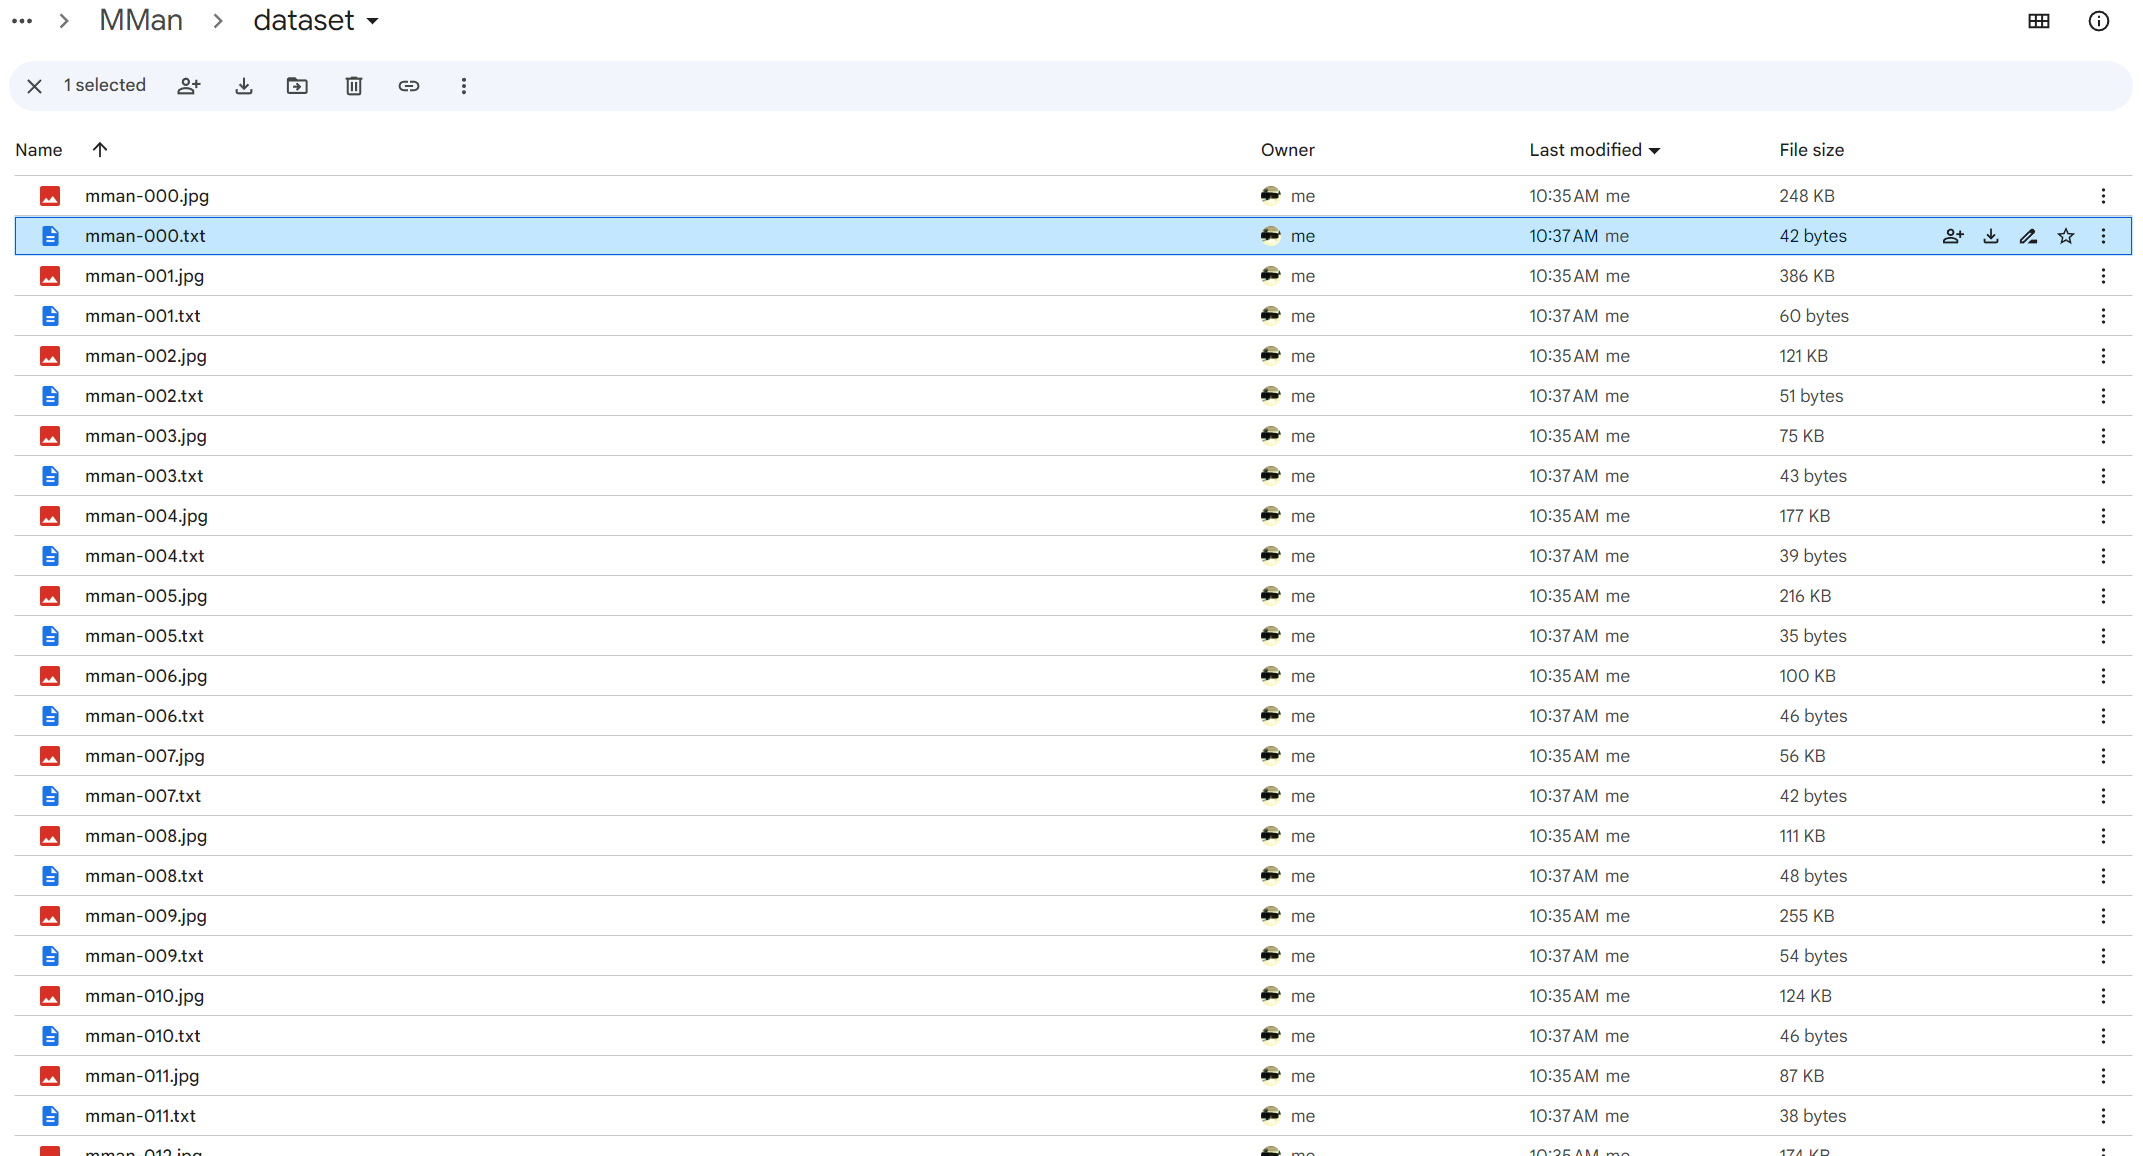 MMan dataset
1 selected
Name Owner Last modified File size
mman-000.jpg me 10:35 AM me 248 KB
mman-000.txt me 10:37 AM me 42 bytes
mman-001.jpg me 10:35 AM me 386 KB
mman-001.txt me 10:37 AM me 60 bytes
mman-002.jpg me 10:35 AM me 121 KB
mman-002.txt me 10:37 AM me 51 bytes
mman-003.jpg me 10:35 AM me 75 KB
mman-003.txt me 10:37 AM me 43 bytes
mman-004.jpg me 10:35 AM me 177 KB
mman-004.txt me 10:37 AM me 39 bytes
mman-005.jpg me 10:35 AM me 216 KB
mman-005.txt me 10:37 AM me 35 bytes
mman-006.jpg me 10:35 AM me 100 KB
mman-006.txt me 10:37 AM me 46 bytes
mman-007.jpg me 10:35 AM me 56 KB
mman-007.txt me 10:37 AM me 42 bytes
mman-008.jpg me 10:35 AM me 111 KB
mman-008.txt me 10:37 AM me 48 bytes
mman-009.jpg me 10:35 AM me 255 KB
mman-009.txt me 10:37 AM me 54 bytes
mman-010.jpg me 10:35 AM me 124 KB
mman-010.txt me 10:37 AM me 46 bytes
mman-011.jpg me 10:35 AM me 87 KB
mman-011.txt me 10:37 AM me 38 bytes
mman-012.jpg me 10:35 AM me 174 KB